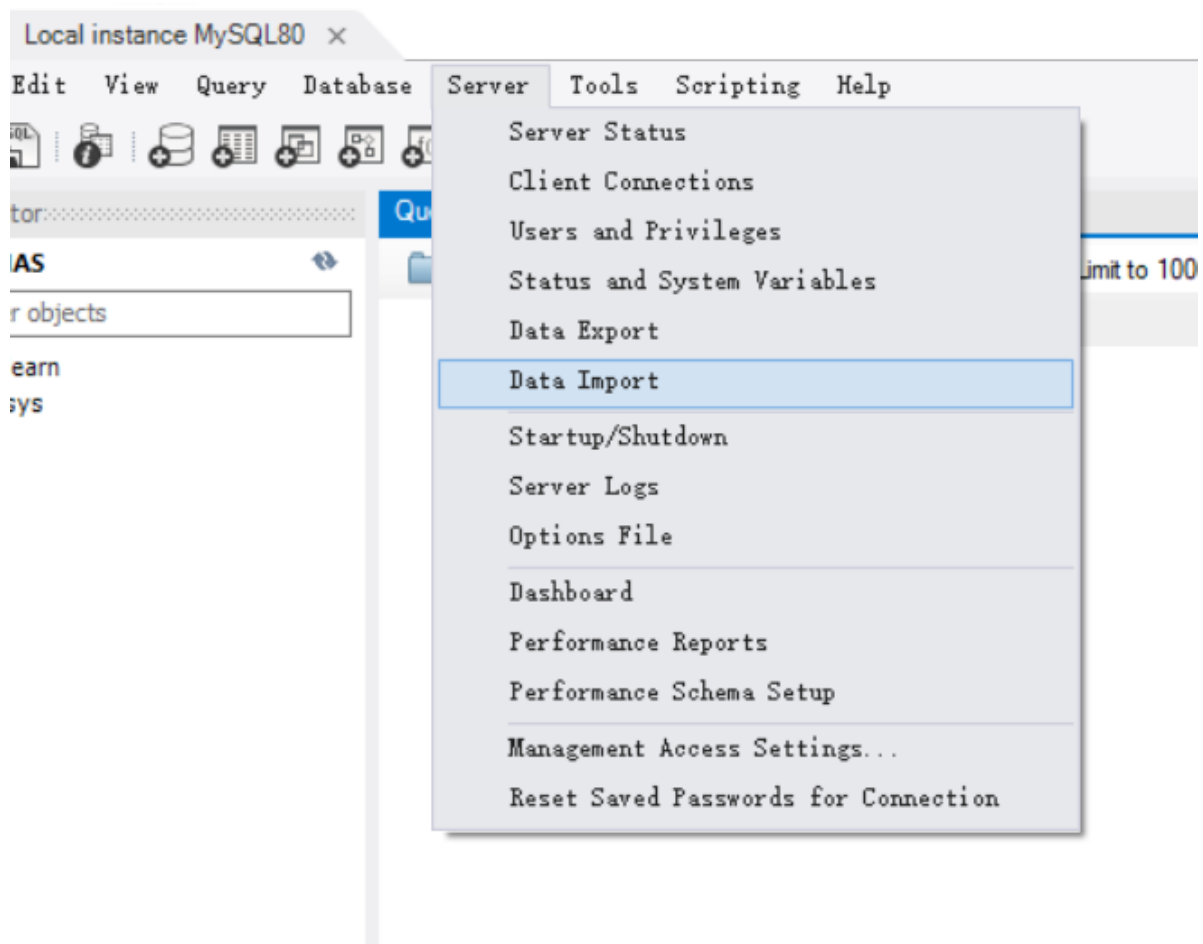 Local instance MySQL80
Edit View Query Database Server Tools Scripting Help
Server Status
Client Connections
Users and Privileges
Status and System Variables
Data Export
Data Import
Startup/Shutdown
Server Logs
Options File
Dashboard
Performance Reports
Performance Schema Setup
Management Access Settings...
Reset Saved Passwords for Connection
tor
Qu
IAS
r objects
imit to 100
earn
sys